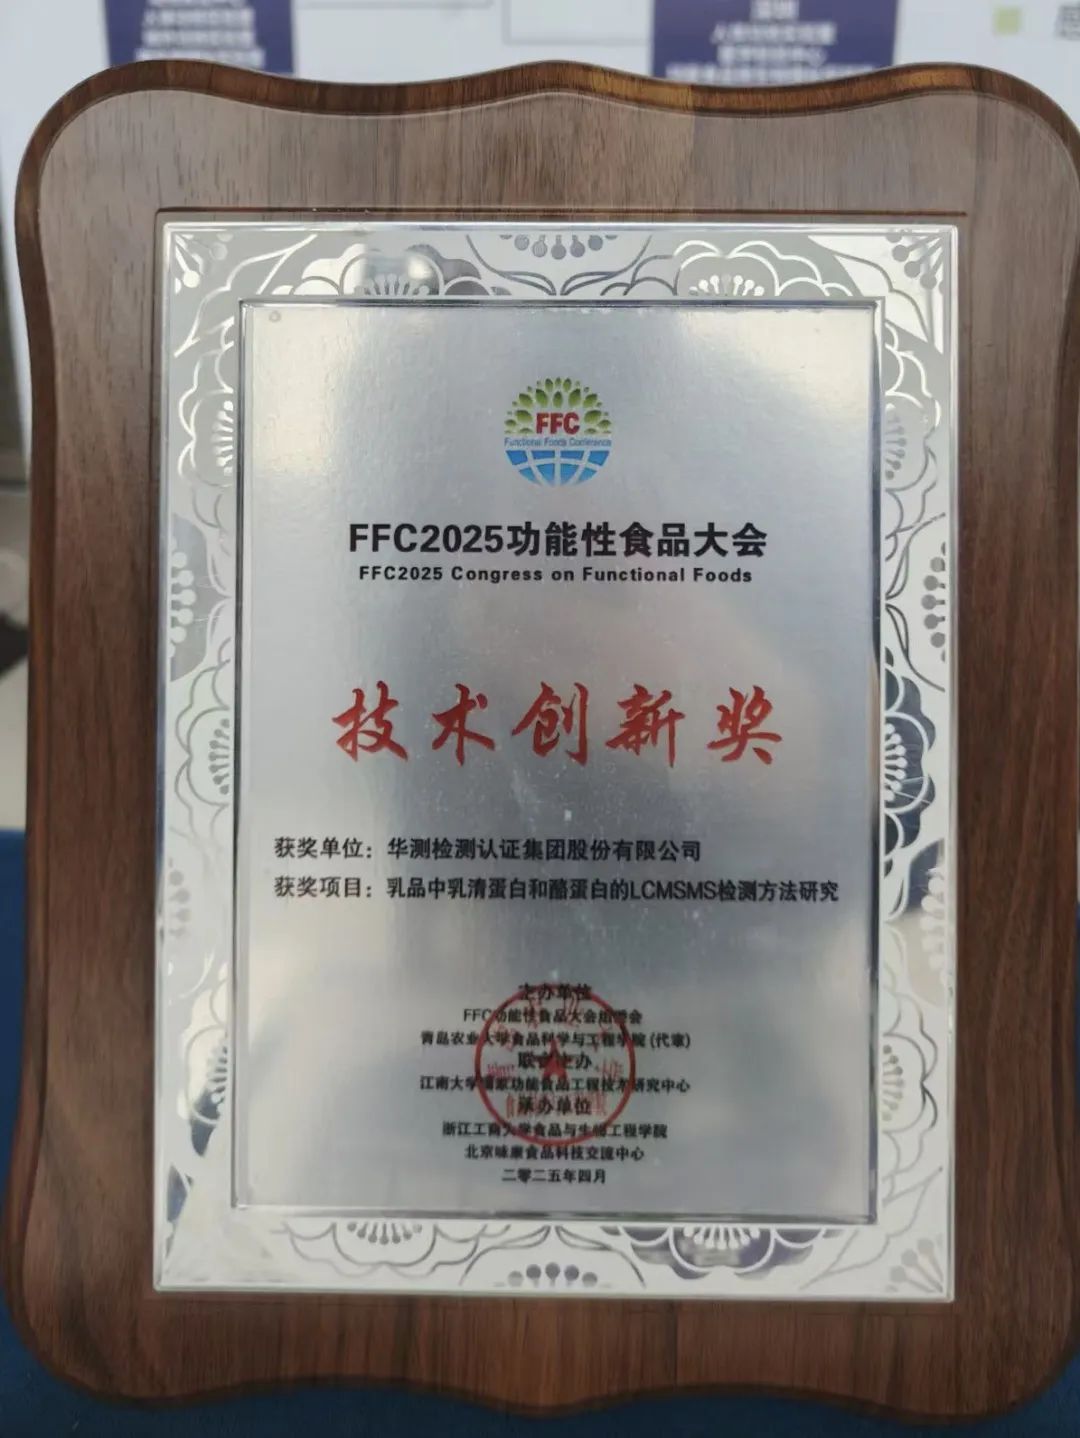 FFC
Functional Foods Conference
FFC2025功能性食品大会
FFC2025 Congress on Functional Foods
技术创新奖
获奖单位：华测检测认证集团股份有限公司
获奖项目：乳品中乳清蛋白和酪蛋白的LCMSMS检测方法研究
主办单位
FFC功能性食品大会组委会
青岛农业大学食品科学与工程学院(代章)
联合主办
江南大学国家功能食品工程技术研究中心
承办单位
浙江工商大学食品与生物工程学院
北京味康食品科技交流中心
二零二五年四月